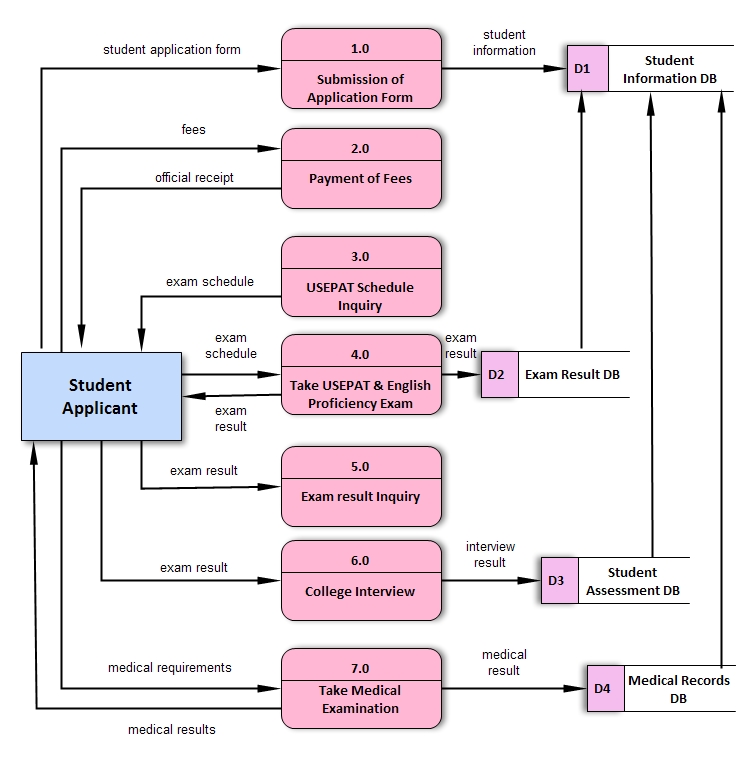 student application form
1.0
Submission of
Application Form
student
information
D1
Student
Information DB
fees
2.0
Payment of Fees
official receipt
3.0
USEPAT Schedule
Inquiry
exam schedule
exam
schedule
4.0
Take USEPAT & English
Proficiency Exam
exam
result
D2
Exam Result DB
Student
Applicant
exam
result
5.0
Exam result Inquiry
exam result
6.0
College Interview
exam result
interview
result
D3
Student
Assessment DB
medical requirements
7.0
Take Medical
Examination
medical
result
D4
Medical Records
DB
medical results